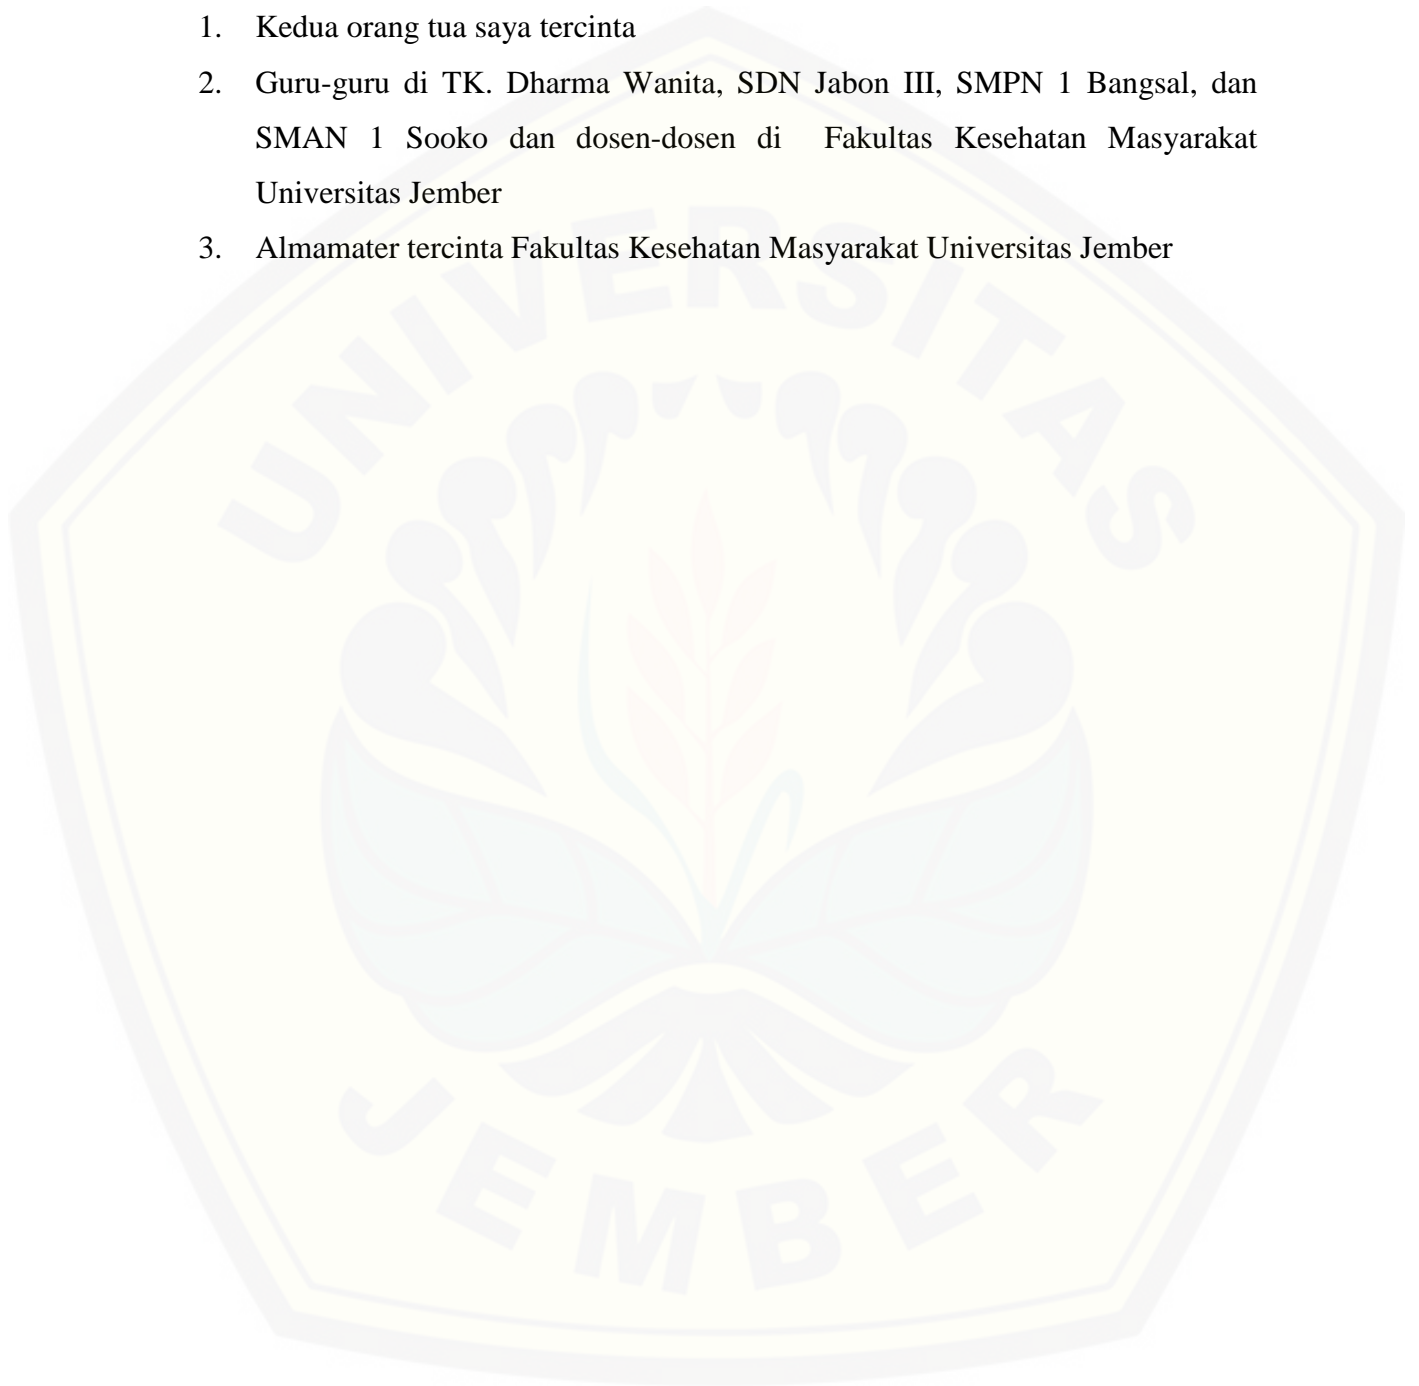 1. Kedua orang tua saya tercinta
2. Guru-guru di TK. Dharma Wanita, SDN Jabon III, SMPN 1 Bangsal, dan
SMAN 1 Sooko dan dosen-dosen di Fakultas Kesehatan Masyarakat
Universitas Jember
3. Almamater tercinta Fakultas Kesehatan Masyarakat Universitas Jember
UNIVERSITAS
JEMBER